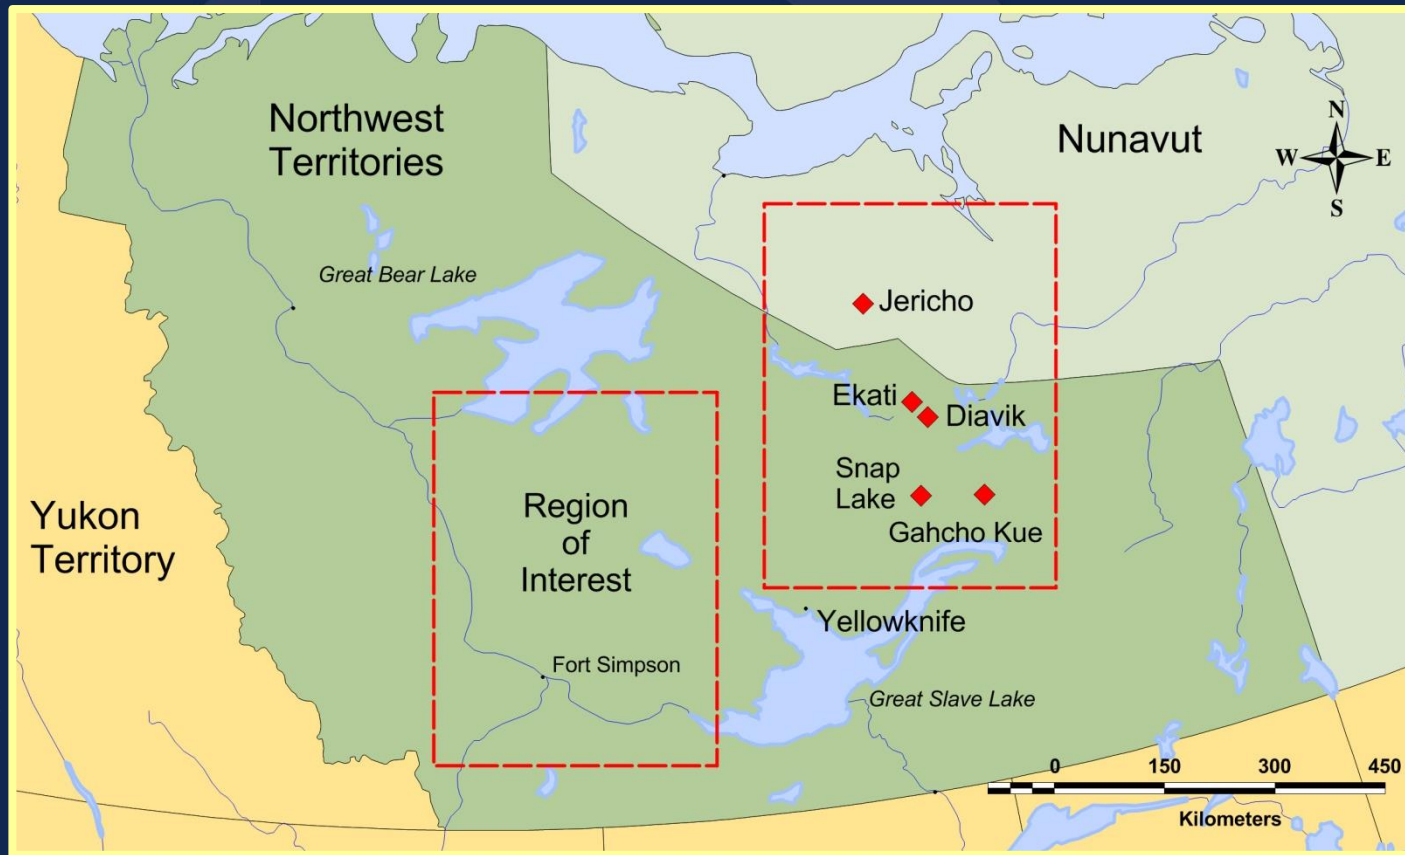 Northwest
Territories
Nunavut
N
W E
S
Great Bear Lake
Jericho
Ekati
Diavik
Snap
Lake
Gahcho Kue
Yukon
Territory
Region
of
Interest
Yellowknife
Fort Simpson
Great Slave Lake
0 150 300 450
Kilometers